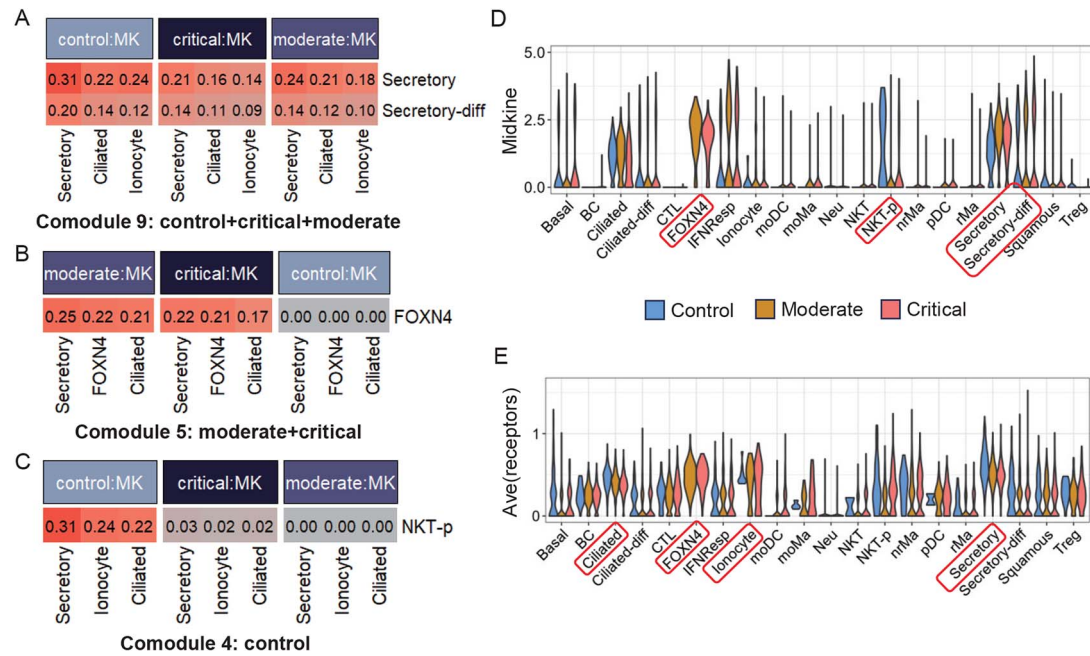 A
control:MK critical:MK moderate:MK
0.31 0.22 0.24 0.21 0.16 0.14 0.24 0.21 0.18 Secretory
0.20 0.14 0.12 0.14 0.11 0.09 0.14 0.12 0.10 Secretory-diff
Secretory Ciliated Ionocyte Secretory Ciliated Ionocyte Secretory Ciliated Ionocyte
Comodule 9: control+critical+moderate
B
moderate:MK critical:MK control:MK
0.25 0.22 0.21 0.22 0.21 0.17 0.00 0.00 0.00 FOXN4
Secretory FOXN4 Ciliated Secretory FOXN4 Ciliated Secretory FOXN4 Ciliated
Comodule 5: moderate+critical
C
control:MK critical:MK moderate:MK
0.31 0.24 0.22 0.03 0.02 0.02 0.00 0.00 0.00 NKT-p
Secretory Ionocyte Ciliated Secretory Ionocyte Ciliated Secretory Ionocyte Ciliated
Comodule 4: control
D
Midkine
5.0
2.5
0.0
Basal BC Ciliated Ciliated-diff CTL FOXN4 IFNResp Ionocyte moDC moMa Neu NKT NKT-p nrMa pDC rMa Secretory Secretory-diff Squamous Treg
Control Moderate Critical
E
Ave(receptors)
1
0
Basal BC Ciliated Ciliated-diff CTL FOXN4 IFNResp Ionocyte moDC moMa Neu NKT NKT-p nrMa pDC rMa Secretory Secretory-diff Squamous Treg